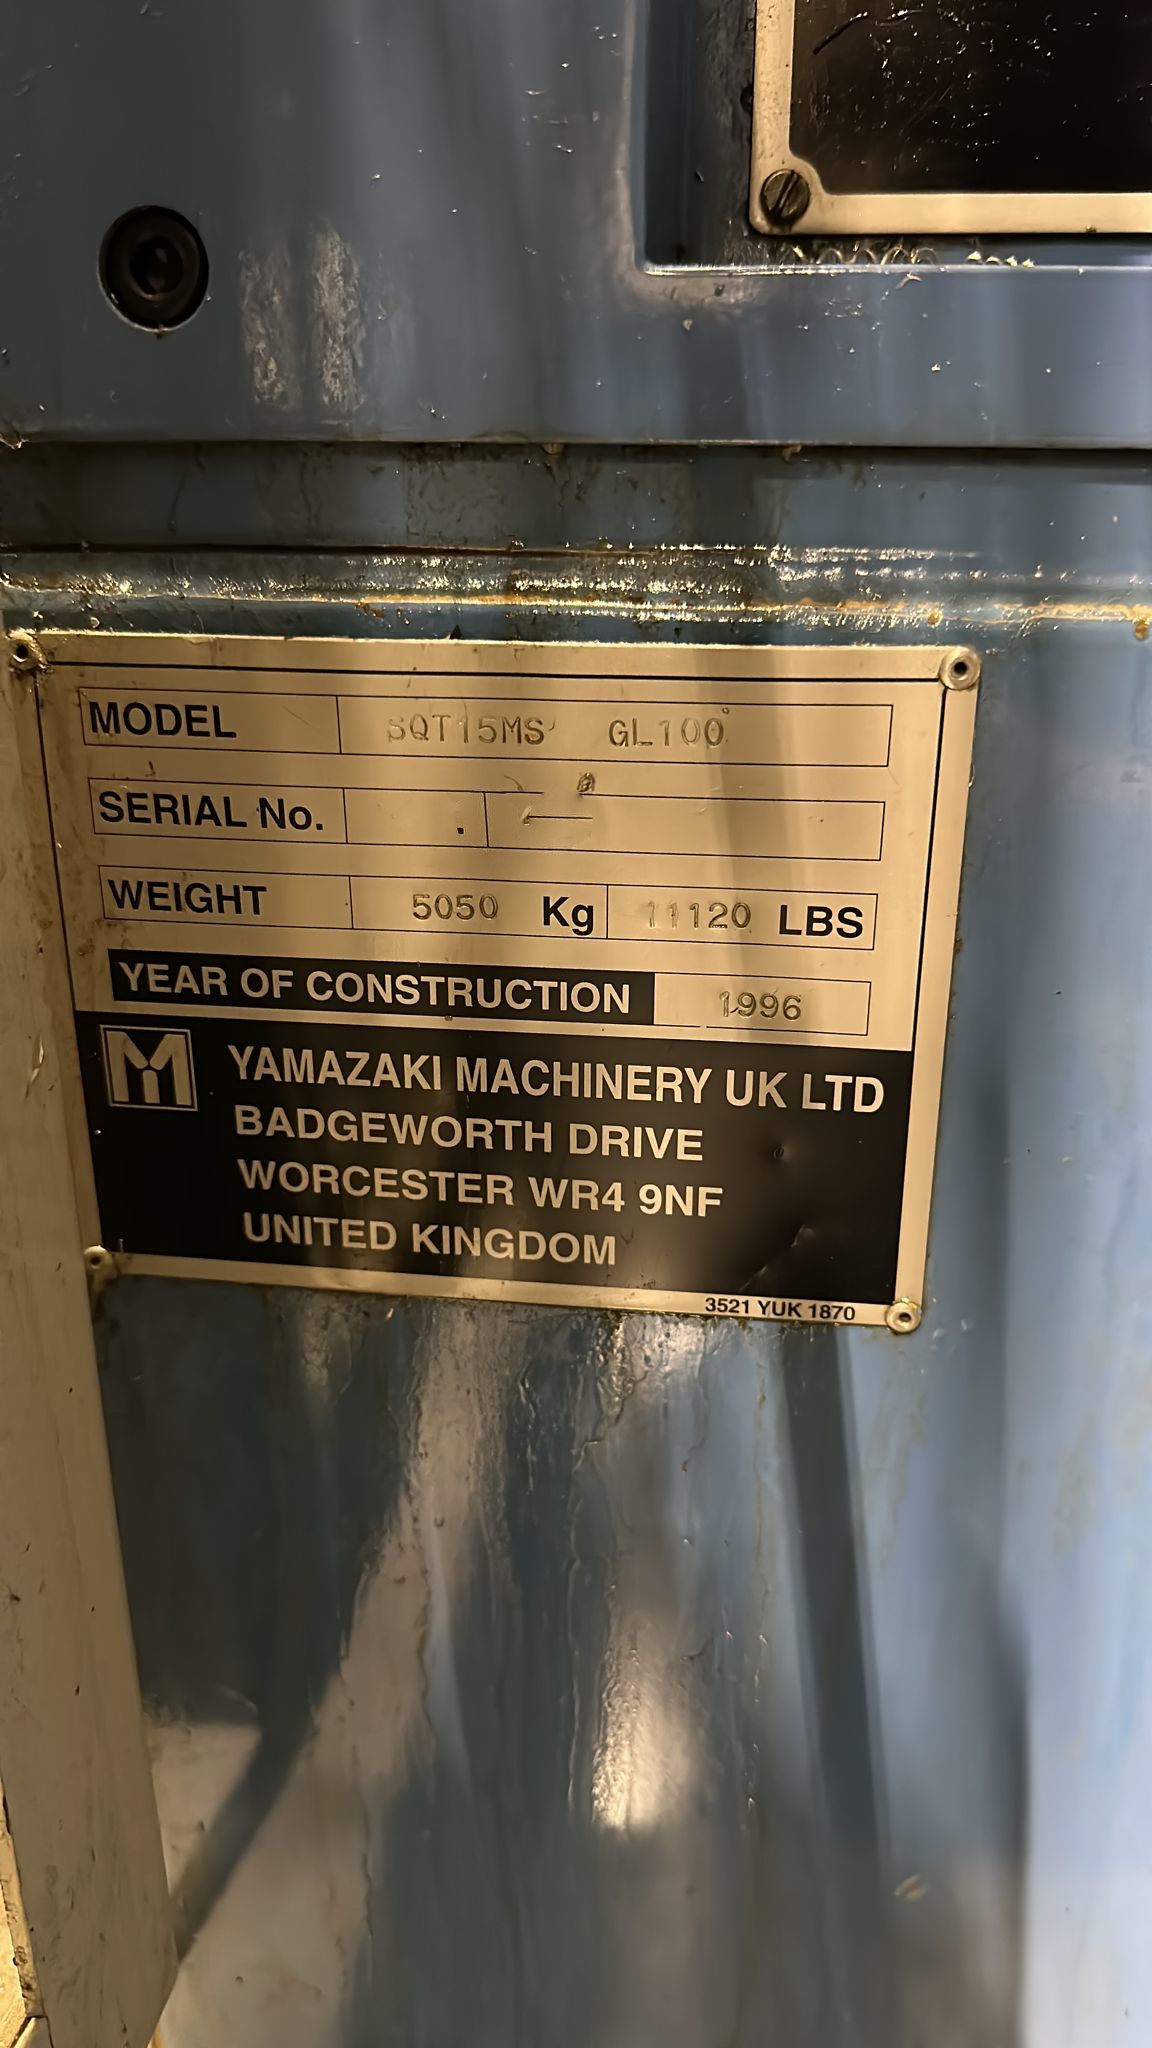 MODEL SQT15MS GL100
SERIAL No.
WEIGHT 5050 Kg 11120 LBS
YEAR OF CONSTRUCTION 1996
YAMAZAKI MACHINERY UK LTD
BADGEWORTH DRIVE
WORCESTER WR4 9NF
UNITED KINGDOM
3521 YUK 1870